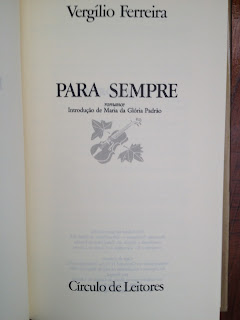 Vergílio Ferreira
PARA SEMPRE
romance
Introdução de Maria da Glória Padrão
Círculo de Leitores